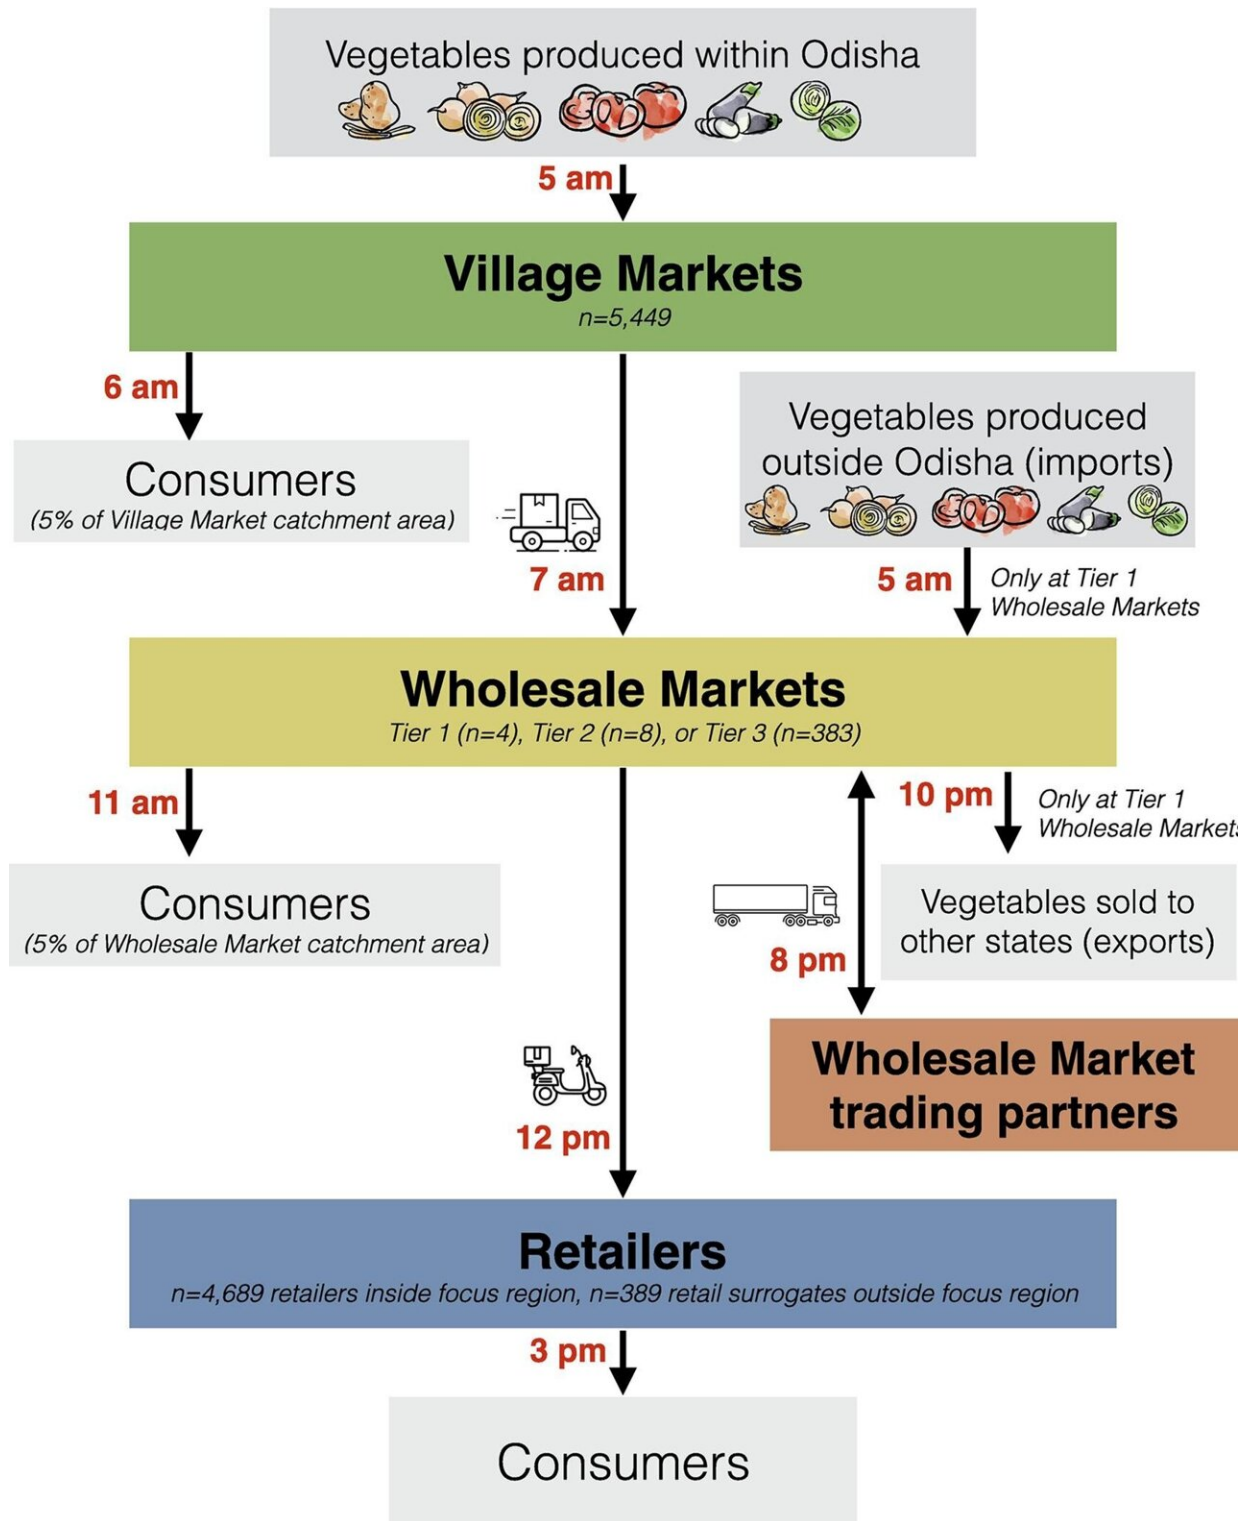 Vegetables produced within Odisha
5 am
Village Markets
n=5,449
6 am
Consumers
(5% of Village Market catchment area)
7 am
Vegetables produced
outside Odisha (imports)
5 am
Only at Tier 1
Wholesale Markets
Wholesale Markets
Tier 1 (n=4), Tier 2 (n=8), or Tier 3 (n=383)
11 am
Consumers
(5% of Wholesale Market catchment area)
10 pm
Only at Tier 1
Wholesale Markets
Vegetables sold to
other states (exports)
8 pm
Wholesale Market
trading partners
12 pm
Retailers
n=4,689 retailers inside focus region, n=389 retail surrogates outside focus region
3 pm
Consumers